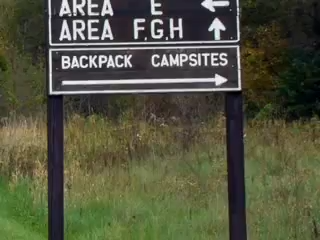 AREA E ←
AREA F,G,H ↑
BACKPACK CAMPSITES
→